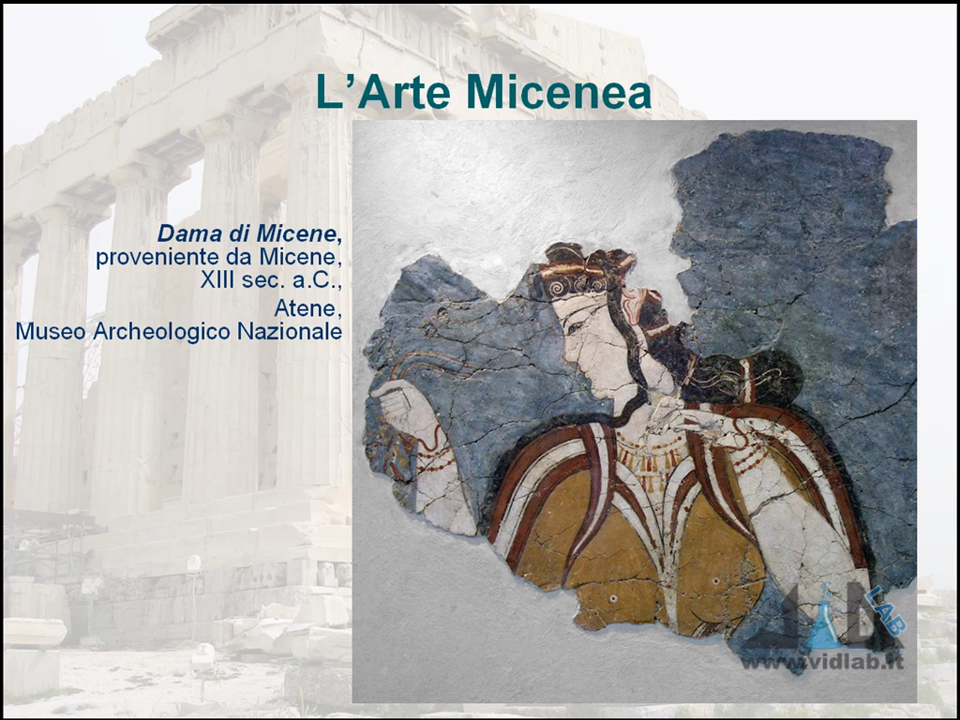 L'Arte Micenea
Dama di Micene,
proveniente da Micene,
XIII sec. a.C.,
Atene,
Museo Archeologico Nazionale
LAB
www.vidlab.it